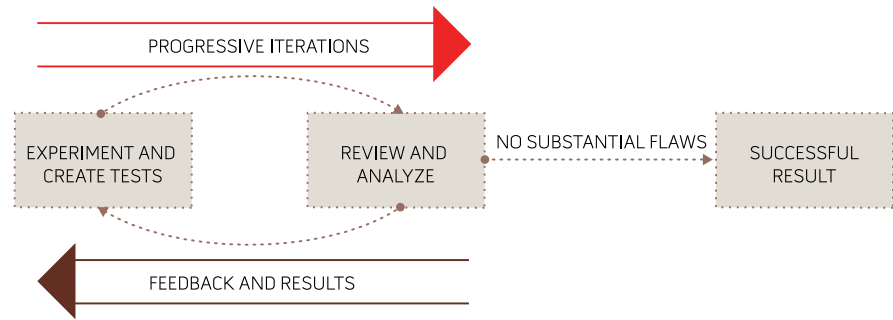 PROGRESSIVE ITERATIONS
EXPERIMENT AND
CREATE TESTS
REVIEW AND
ANALYZE
NO SUBSTANTIAL FLAWS
SUCCESSFUL
RESULT
FEEDBACK AND RESULTS